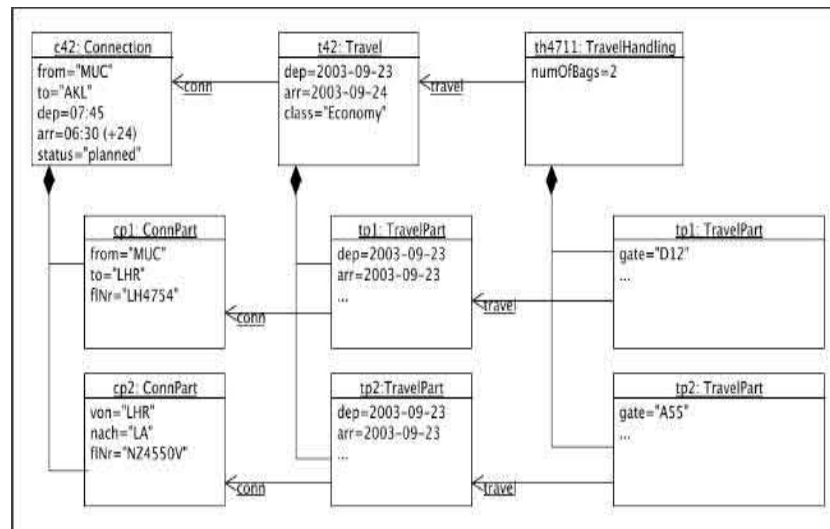 c42: Connection
from="MUC"
to="AKL"
dep=07:45
arr=06:30 (+24)
status="planned"
conn
t42: Travel
dep=2003-09-23
arr=2003-09-24
class="Economy"
travel
th4711: TravelHandling
numOfBags=2
cp1: ConnPart
from="MUC"
to="LHR"
flNr="LH4754"
conn
tp1: TravelPart
dep=2003-09-23
arr=2003-09-23
...
travel
tp1: TravelPart
gate="D12"
...
cp2: ConnPart
von="LHR"
nach="LA"
flNr="NZ4550V"
conn
tp2:TravelPart
dep=2003-09-23
arr=2003-09-23
...
travel
tp2: TravelPart
gate="A55"
...